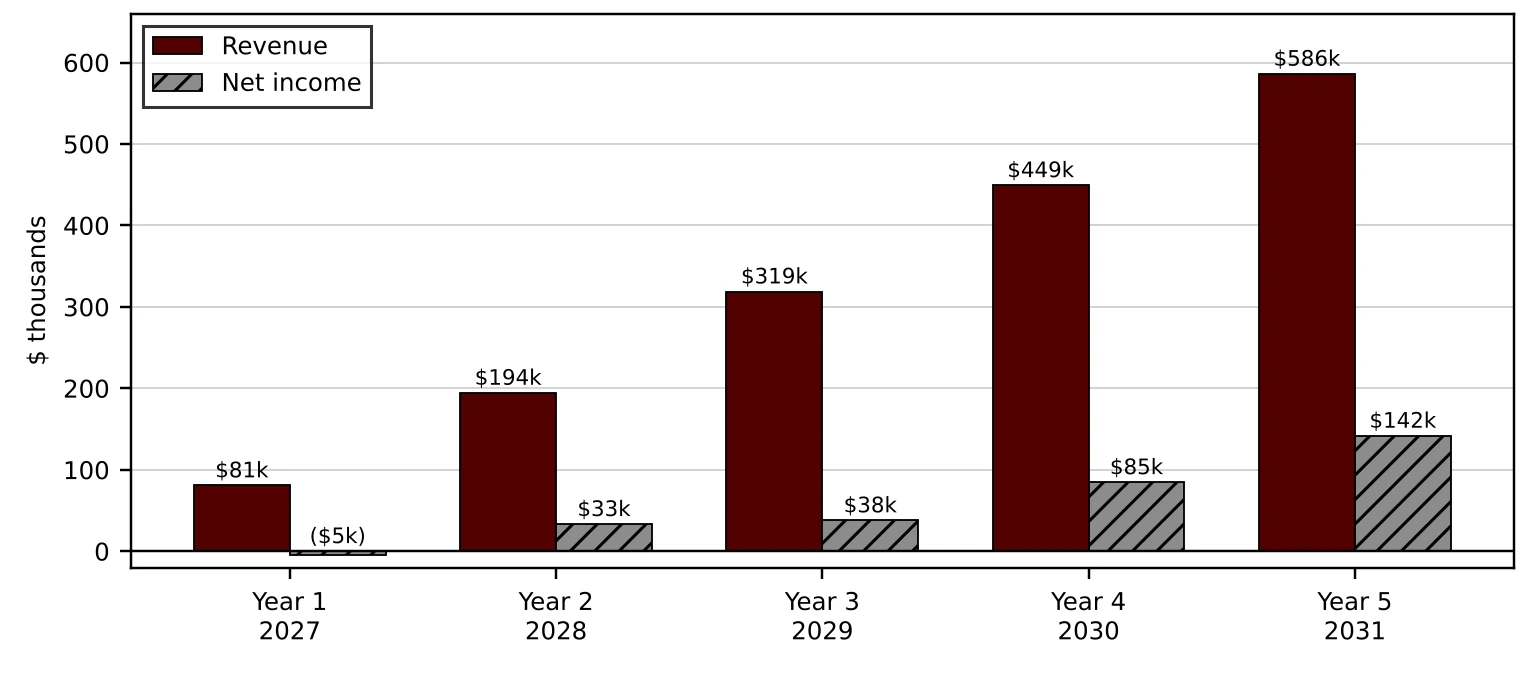 Revenue
Net income
$ thousands
600
500
400
300
200
100
0
$81k
($5k)
$194k
$33k
$319k
$38k
$449k
$85k
$586k
$142k
Year 1
2027
Year 2
2028
Year 3
2029
Year 4
2030
Year 5
2031